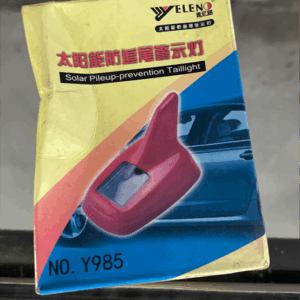 YELENO
太阳能防追尾警示灯
Solar Pileup-prevention Taillight
NO. Y985